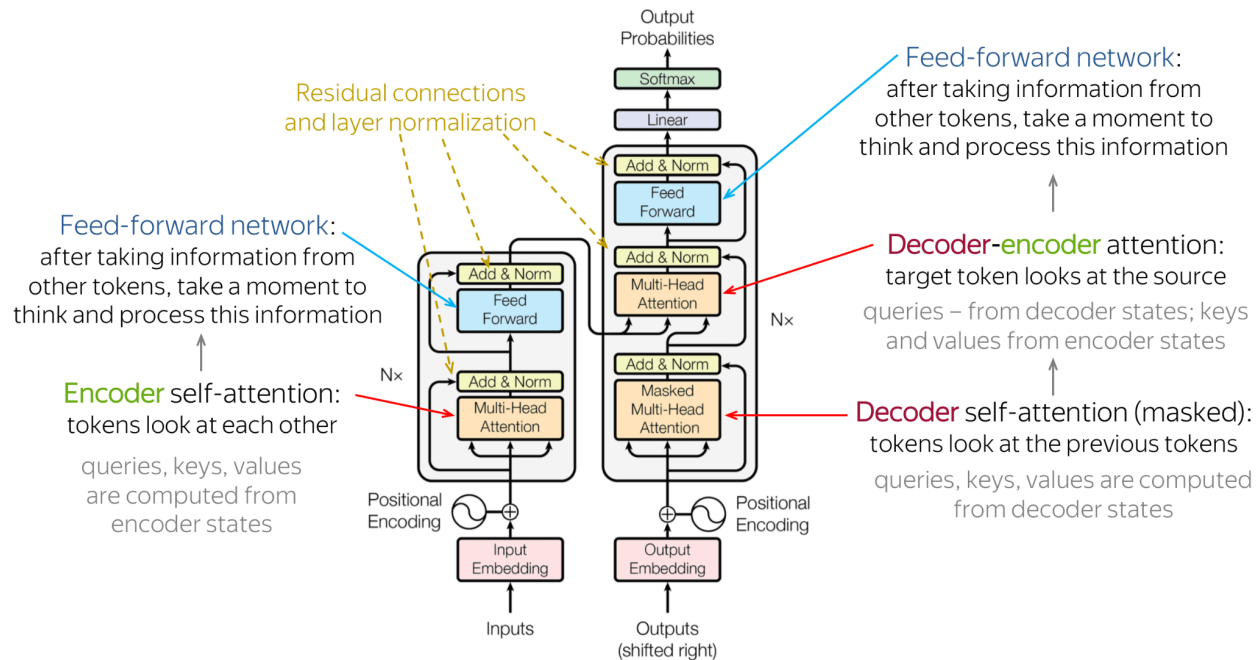 Output
Probabilities
Softmax
Linear
Add & Norm
Feed
Forward
Add & Norm
Multi-Head
Attention
Add & Norm
Masked
Multi-Head
Attention
Nx
Positional
Encoding
Output
Embedding
Outputs
(shifted right)
Residual connections
and layer normalization
Feed-forward network:
after taking information from
other tokens, take a moment to
think and process this information
Encoder self-attention:
tokens look at each other
queries, keys, values
are computed from
encoder states
Add & Norm
Feed
Forward
Nx
Add & Norm
Multi-Head
Attention
Positional
Encoding
Input
Embedding
Inputs
Feed-forward network:
after taking information from
other tokens, take a moment to
think and process this information
Decoder-encoder attention:
target token looks at the source
queries – from decoder states; keys
and values from encoder states
Decoder self-attention (masked):
tokens look at the previous tokens
queries, keys, values are computed
from decoder states